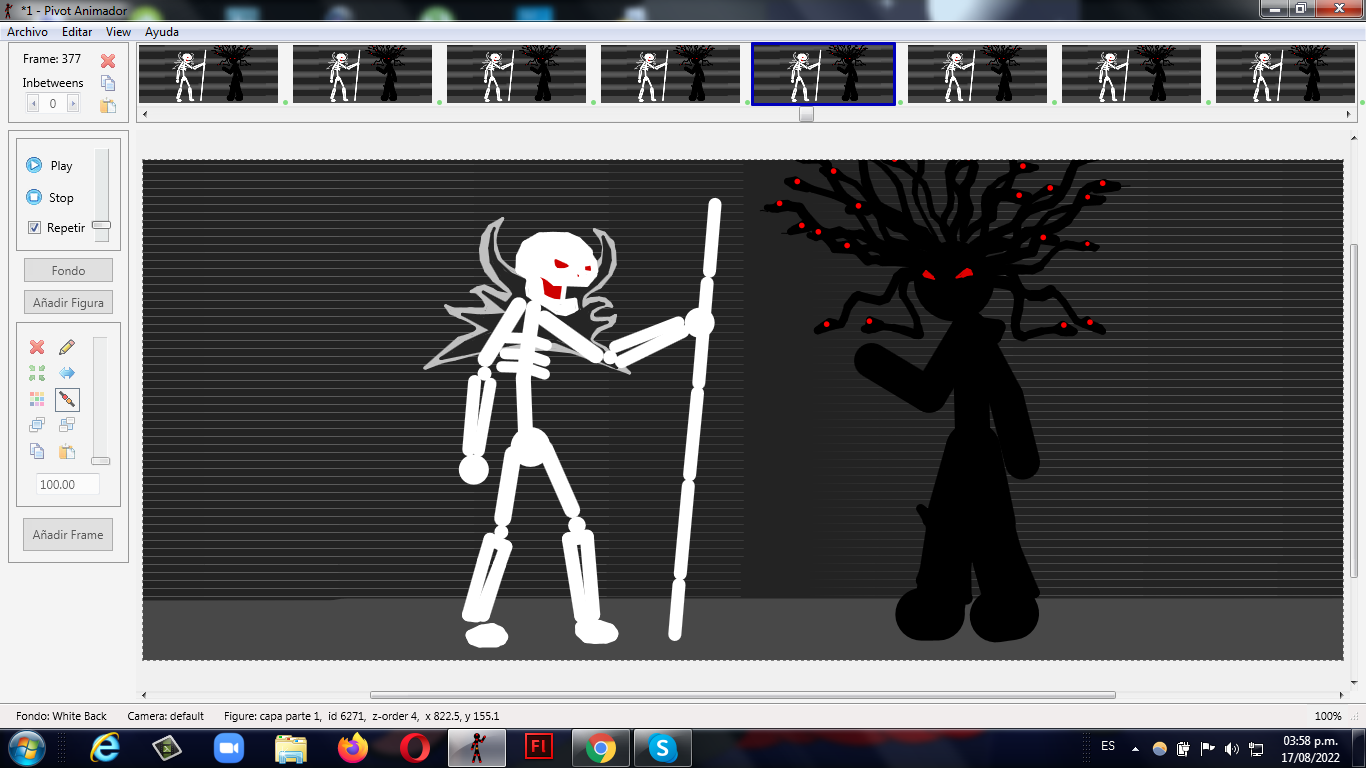 *1 - Pivot Animador
Archivo Editar View Ayuda
Frame: 377
Inbetweens
0
Play
Stop
Repetir
Fondo
Añadir Figura
100.00
Añadir Frame
Fondo: White Back Camera: default Figure: capa parte 1, id 6271, z-order 4, x 822.5, y 155.1 100%
FI
ES
03:58 p.m.
17/08/2022